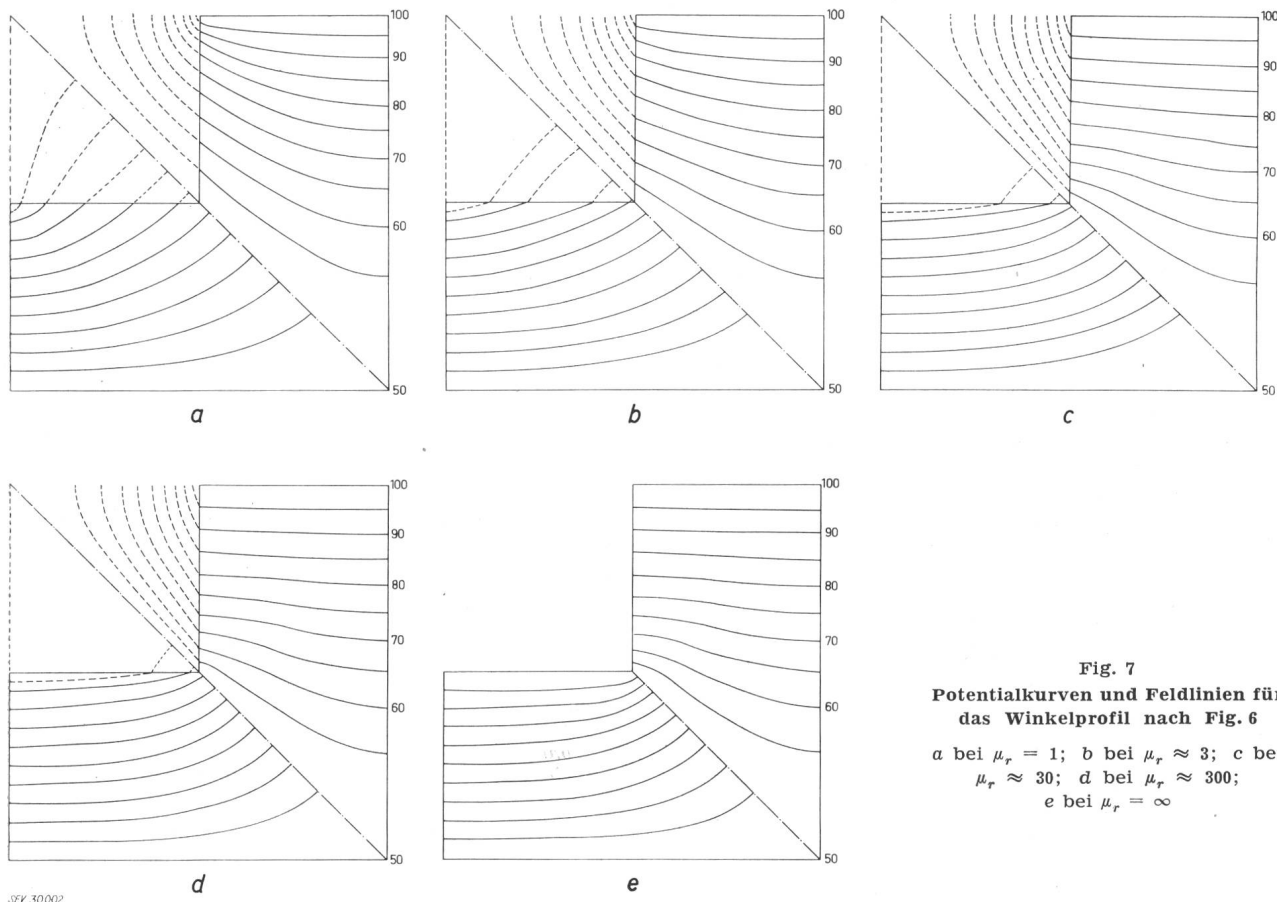 100
90
80
70
60
50
a
100
90
80
70
60
50
b
100
90
80
70
60
50
c
100
90
80
70
60
50
d
100
90
80
70
60
50
e
Fig. 7
Potentialkurven und Feldlinien für
das Winkelprofil nach Fig. 6
a bei μr = 1; b bei μr ≈ 3; c bei
μr ≈ 30; d bei μr ≈ 300;
e bei μr = ∞
SEV 30002